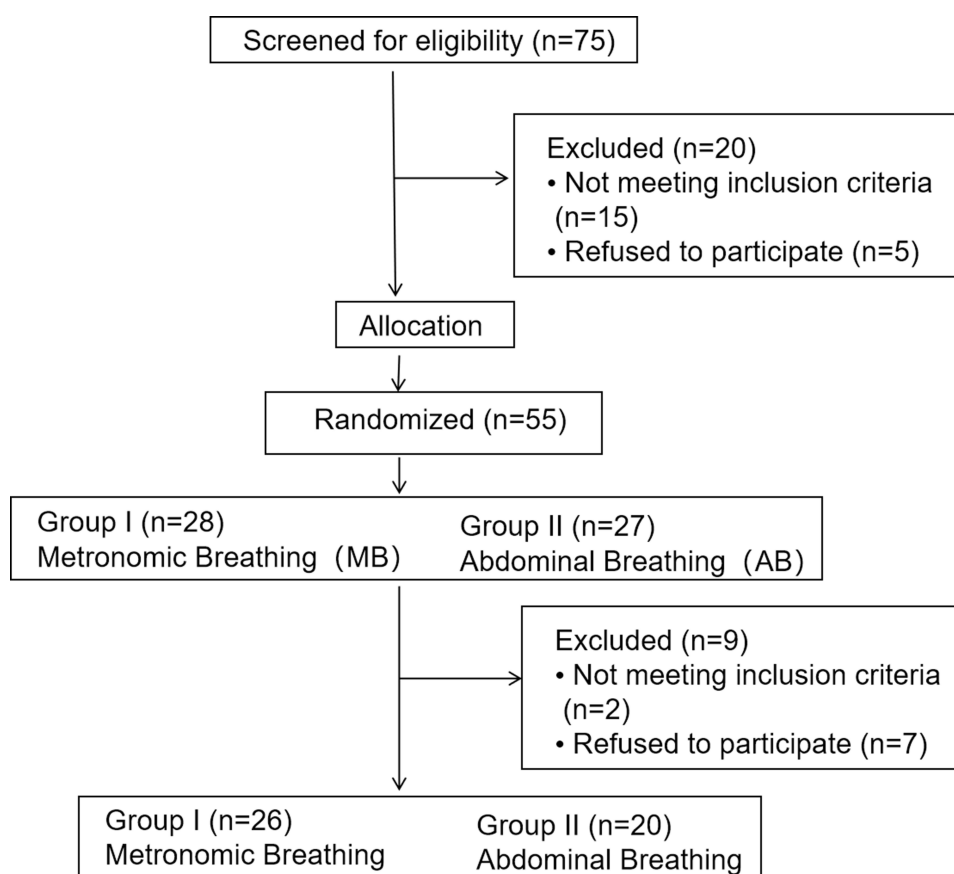 Screened for eligibility (n=75)
Excluded (n=20)
• Not meeting inclusion criteria
(n=15)
• Refused to participate (n=5)
Allocation
Randomized (n=55)
Group I (n=28)
Metronomic Breathing （MB）
Group II (n=27)
Abdominal Breathing （AB）
Excluded (n=9)
• Not meeting inclusion criteria
(n=2)
• Refused to participate (n=7)
Group I (n=26)
Metronomic Breathing
Group II (n=20)
Abdominal Breathing